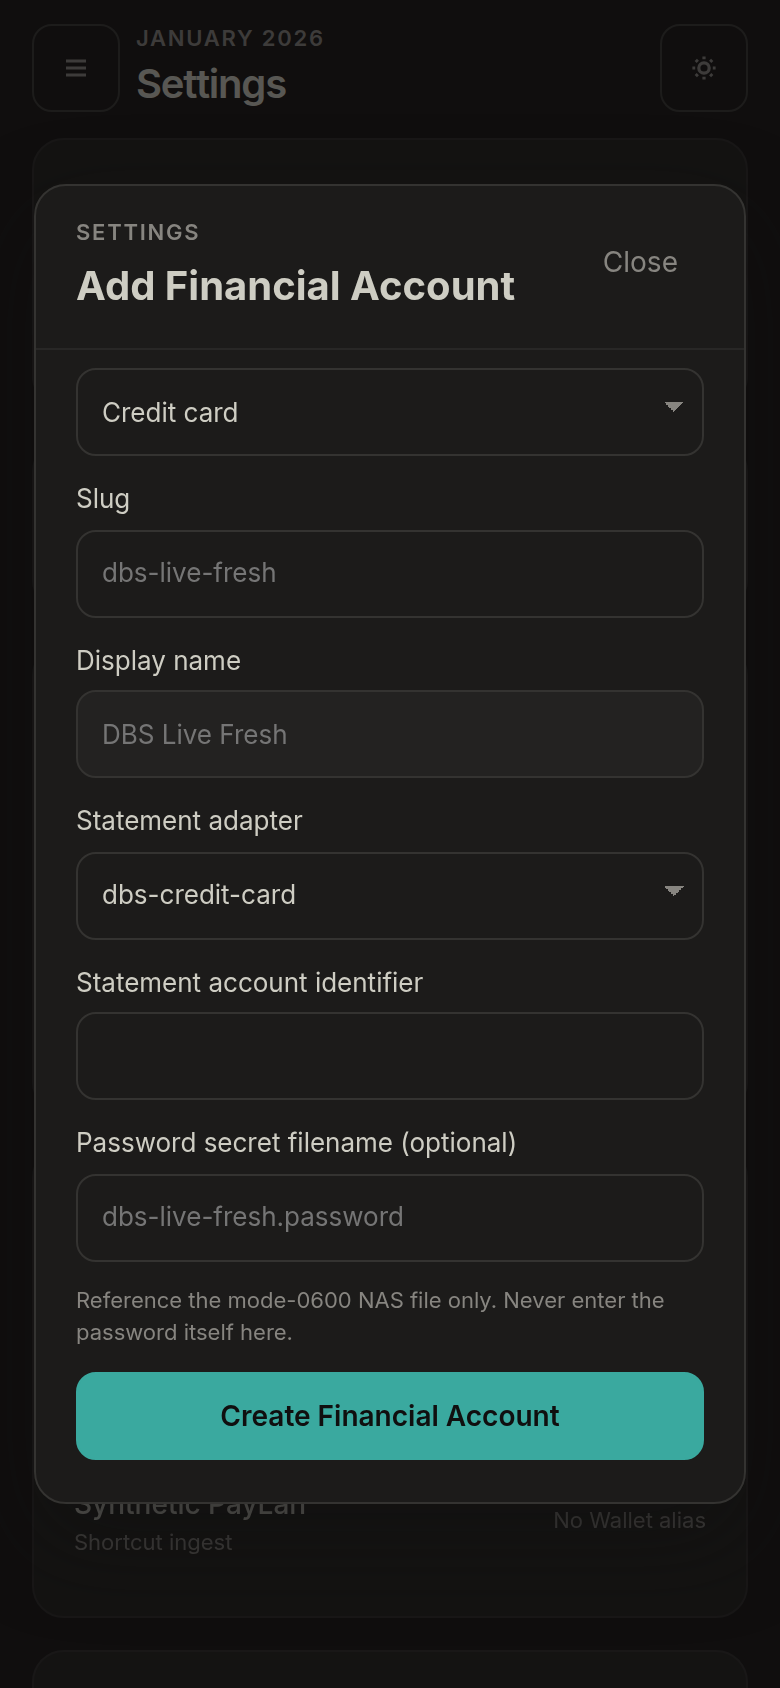 JANUARY 2026
Settings
SETTINGS
Add Financial Account
Close
Credit card
Slug
dbs-live-fresh
Display name
DBS Live Fresh
Statement adapter
dbs-credit-card
Statement account identifier
Password secret filename (optional)
dbs-live-fresh.password
Reference the mode-0600 NAS file only. Never enter the
password itself here.
Create Financial Account
Synthetic PayLah
No Wallet alias
Shortcut ingest